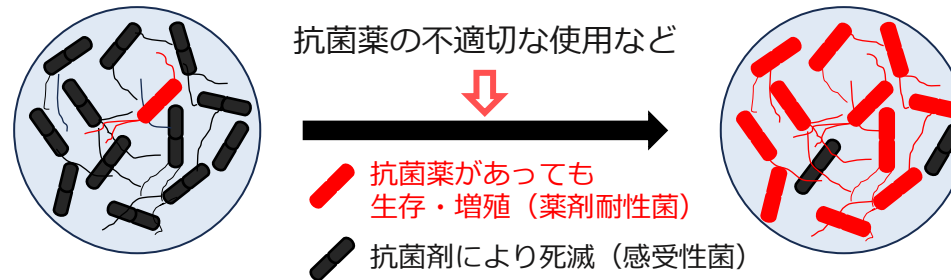 抗菌薬の不適切な使用など
抗菌薬があっても
生存・増殖（薬剤耐性菌）
抗菌剤により死滅（感受性菌）